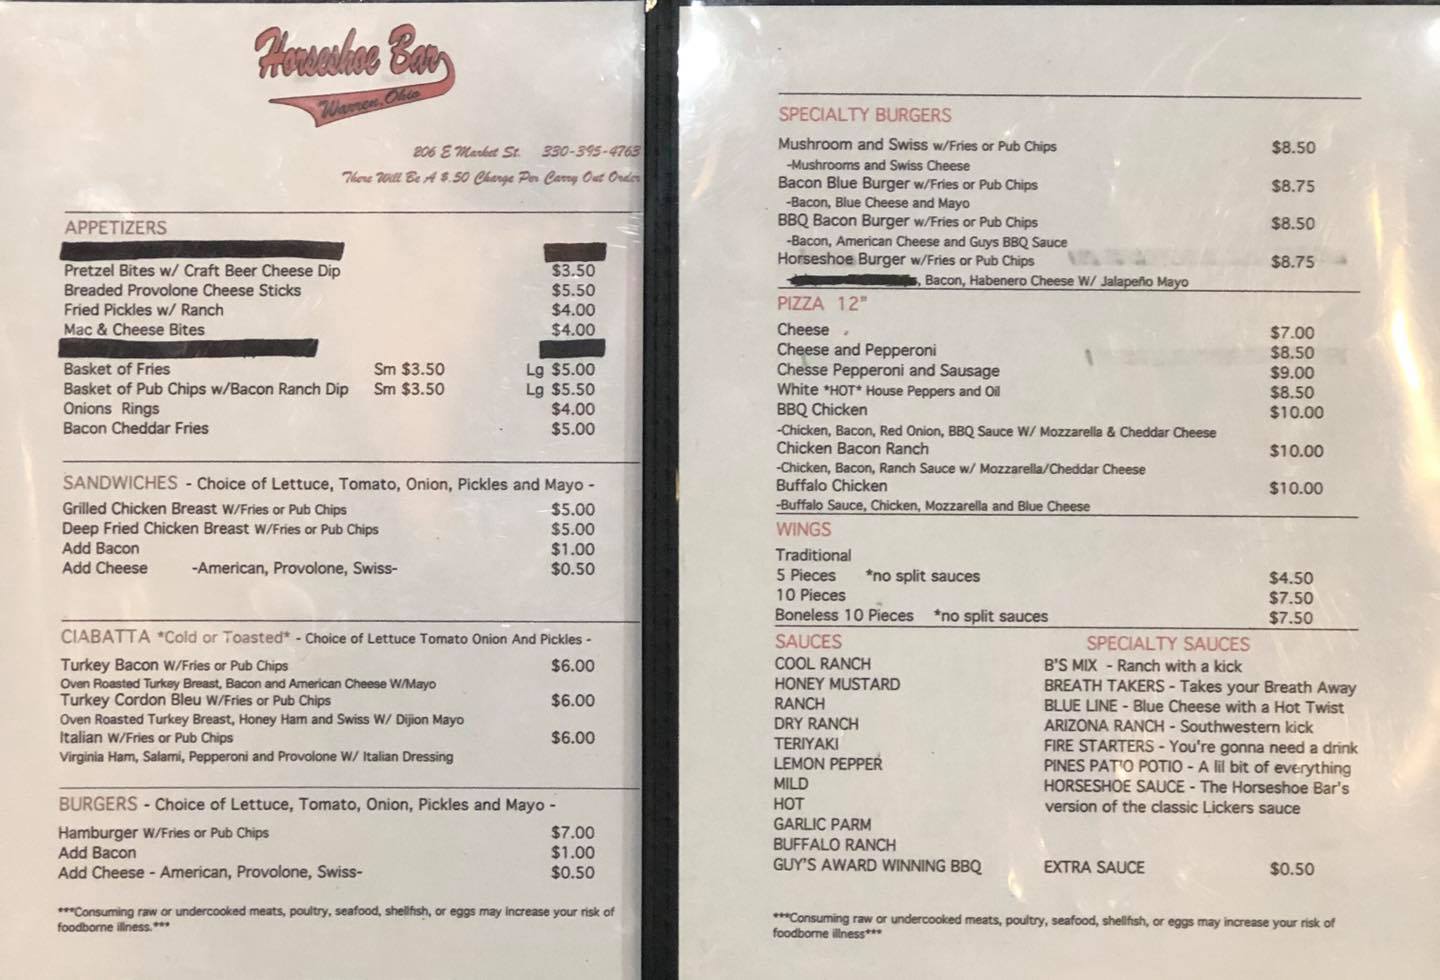 Horseshoe Bar
Warren, Ohio
206 E Market St. 330-395-4763
There Will Be A $.50 Charge Per Carry Out Order
APPETIZERS
Pretzel Bites w/ Craft Beer Cheese Dip $3.50
Breaded Provolone Cheese Sticks $5.50
Fried Pickles w/ Ranch $4.00
Mac & Cheese Bites $4.00
Basket of Fries Sm $3.50 Lg $5.00
Basket of Pub Chips w/Bacon Ranch Dip Sm $3.50 Lg $5.50
Onions Rings $4.00
Bacon Cheddar Fries $5.00
SANDWICHES - Choice of Lettuce, Tomato, Onion, Pickles and Mayo -
Grilled Chicken Breast W/Fries or Pub Chips $5.00
Deep Fried Chicken Breast W/Fries or Pub Chips $5.00
Add Bacon $1.00
Add Cheese -American, Provolone, Swiss- $0.50
CIABATTA *Cold or Toasted* - Choice of Lettuce Tomato Onion And Pickles -
Turkey Bacon W/Fries or Pub Chips $6.00
Oven Roasted Turkey Breast, Bacon and American Cheese W/Mayo
Turkey Cordon Bleu W/Fries or Pub Chips $6.00
Oven Roasted Turkey Breast, Honey Ham and Swiss W/ Dijion Mayo
Italian W/Fries or Pub Chips $6.00
Virginia Ham, Salami, Pepperoni and Provolone W/ Italian Dressing
BURGERS - Choice of Lettuce, Tomato, Onion, Pickles and Mayo -
Hamburger W/Fries or Pub Chips $7.00
Add Bacon $1.00
Add Cheese - American, Provolone, Swiss- $0.50
***Consuming raw or undercooked meats, poultry, seafood, shellfish, or eggs may increase your risk of
foodborne illness.***
SPECIALTY BURGERS
Mushroom and Swiss w/Fries or Pub Chips $8.50
-Mushrooms and Swiss Cheese
Bacon Blue Burger w/Fries or Pub Chips $8.75
-Bacon, Blue Cheese and Mayo
BBQ Bacon Burger w/Fries or Pub Chips $8.50
-Bacon, American Cheese and Guys BBQ Sauce
Horseshoe Burger w/Fries or Pub Chips $8.75
, Bacon, Habenero Cheese W/ Jalapeño Mayo
PIZZA 12"
Cheese $7.00
Cheese and Pepperoni $8.50
Chesse Pepperoni and Sausage $9.00
White *HOT* House Peppers and Oil $8.50
BBQ Chicken $10.00
-Chicken, Bacon, Red Onion, BBQ Sauce W/ Mozzarella & Cheddar Cheese
Chicken Bacon Ranch $10.00
-Chicken, Bacon, Ranch Sauce w/ Mozzarella/Cheddar Cheese
Buffalo Chicken $10.00
-Buffalo Sauce, Chicken, Mozzarella and Blue Cheese
WINGS
Traditional
5 Pieces *no split sauces $4.50
10 Pieces $7.50
Boneless 10 Pieces *no split sauces $7.50
SAUCES SPECIALTY SAUCES
COOL RANCH B'S MIX - Ranch with a kick
HONEY MUSTARD BREATH TAKERS - Takes your Breath Away
RANCH BLUE LINE - Blue Cheese with a Hot Twist
DRY RANCH ARIZONA RANCH - Southwestern kick
TERIYAKI FIRE STARTERS - You're gonna need a drink
LEMON PEPPER PINES PATIO POTIO - A lil bit of everything
MILD HORSESHOE SAUCE - The Horseshoe Bar's
HOT version of the classic Lickers sauce
GARLIC PARM
BUFFALO RANCH
GUY'S AWARD WINNING BBQ EXTRA SAUCE $0.50
***Consuming raw or undercooked meats, poultry, seafood, shellfish, or eggs may increase your risk of
foodborne illness***